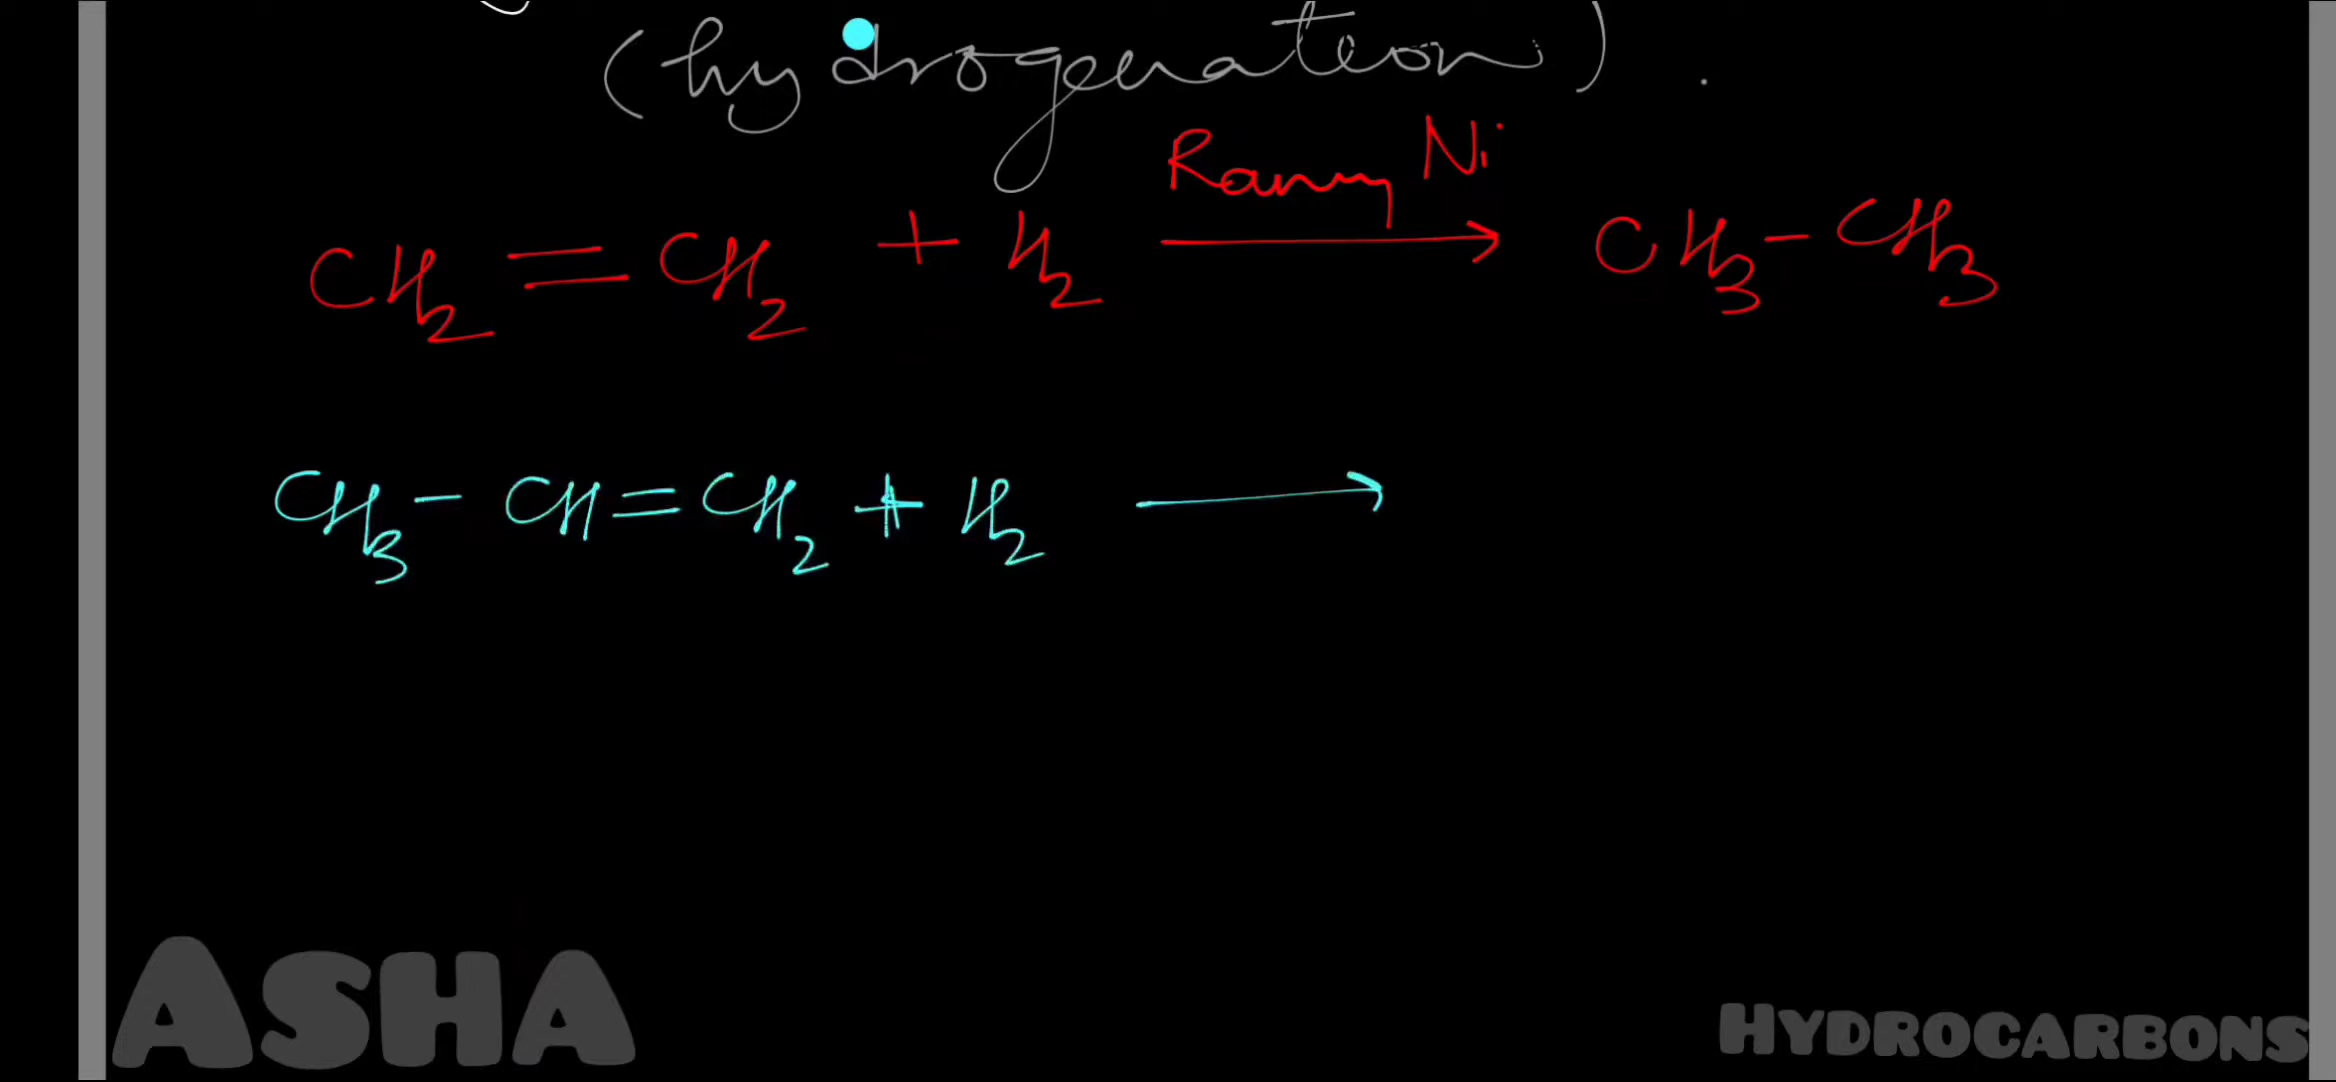 (hydrogenation).
Raney Ni
CH₂ = CH₂ + H₂ ⟶ CH₃ - CH₃
CH₃ - CH = CH₂ + H₂ ⟶
ASHA
HYDROCARBONS